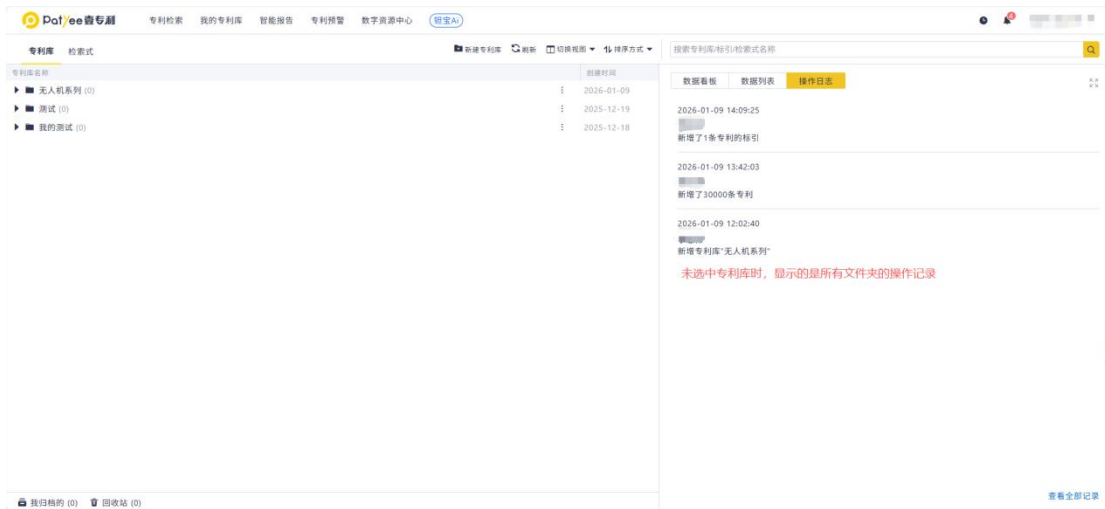 Patyee壹专利 专利检索 我的专利库 智能报告 专利预警 数字资源中心 钽宝Ai 4
专利库 检索式 新建专利库 刷新 切换视图 排序方式 搜索专利库/标引/检索式名称
专利库名称 创建时间
数据看板 数据列表 操作日志
无人机系列 (0) 2026-01-09
测试 (0) 2025-12-19
我的测试 (0) 2025-12-18
2026-01-09 14:09:25
新增了1条专利的标引
2026-01-09 13:42:03
新增了30000条专利
2026-01-09 12:02:40
新增专利库"无人机系列"
未选中专利库时，显示的是所有文件夹的操作记录
查看全部记录
我归档的 (0) 回收站 (0)